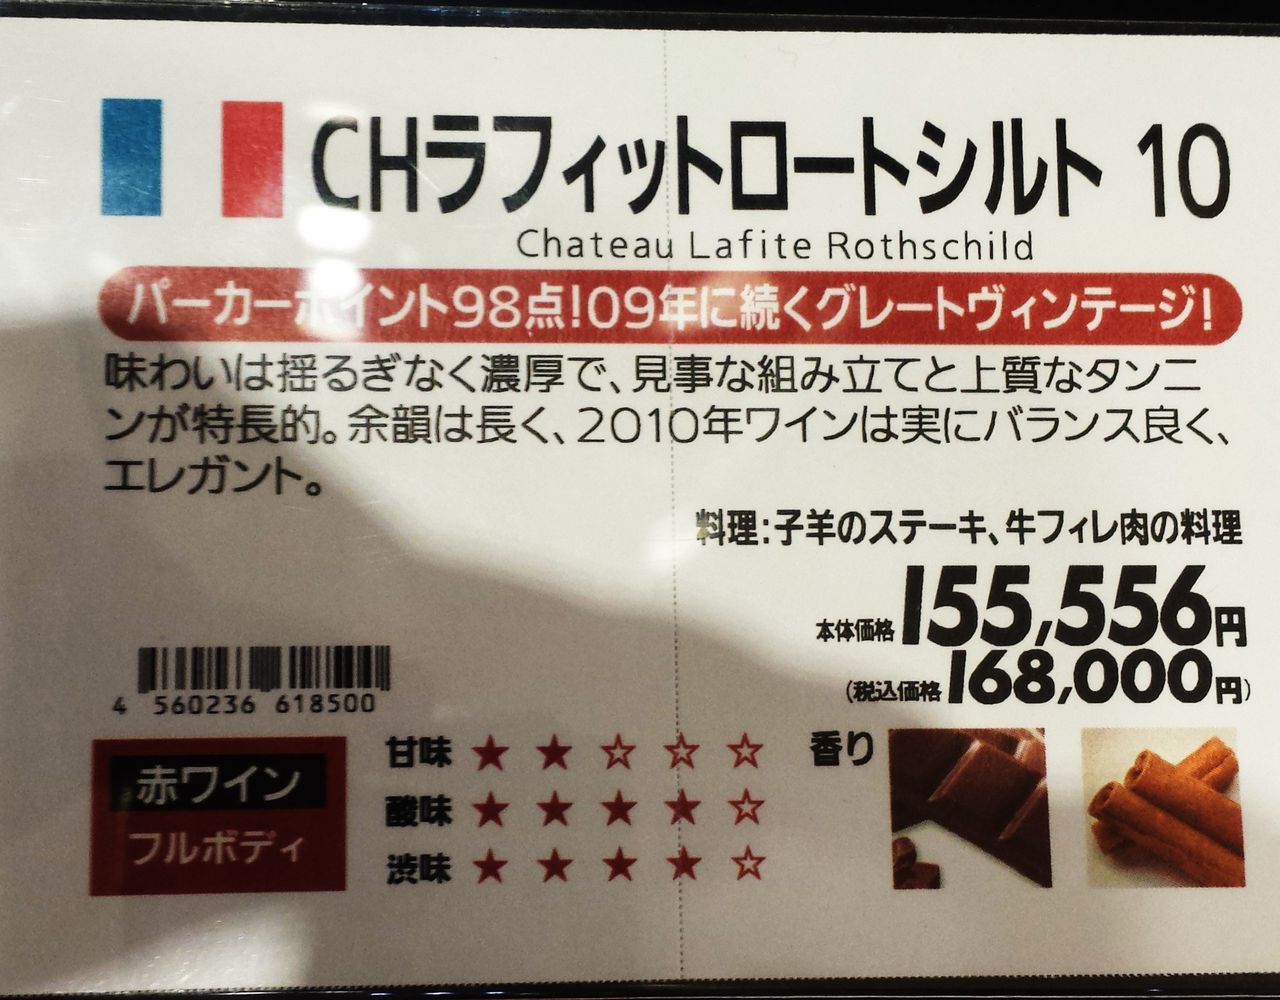 CHラフィットロートシルト 10
Chateau Lafite Rothschild
パーカーポイント98点!09年に続くグレートヴィンテージ!
味わいは揺るぎなく濃厚で、見事な組み立てと上質なタンニ
ンが特長的。余韻は長く、2010年ワインは実にバランス良く、
エレガント。
料理:子羊のステーキ、牛フィレ肉の料理
本体価格155,556円
(税込価格168,000円)
4 560236 618500
赤ワイン
フルボディ
甘味 ★★☆☆☆
酸味 ★★★★☆
渋味 ★★★★☆
香り